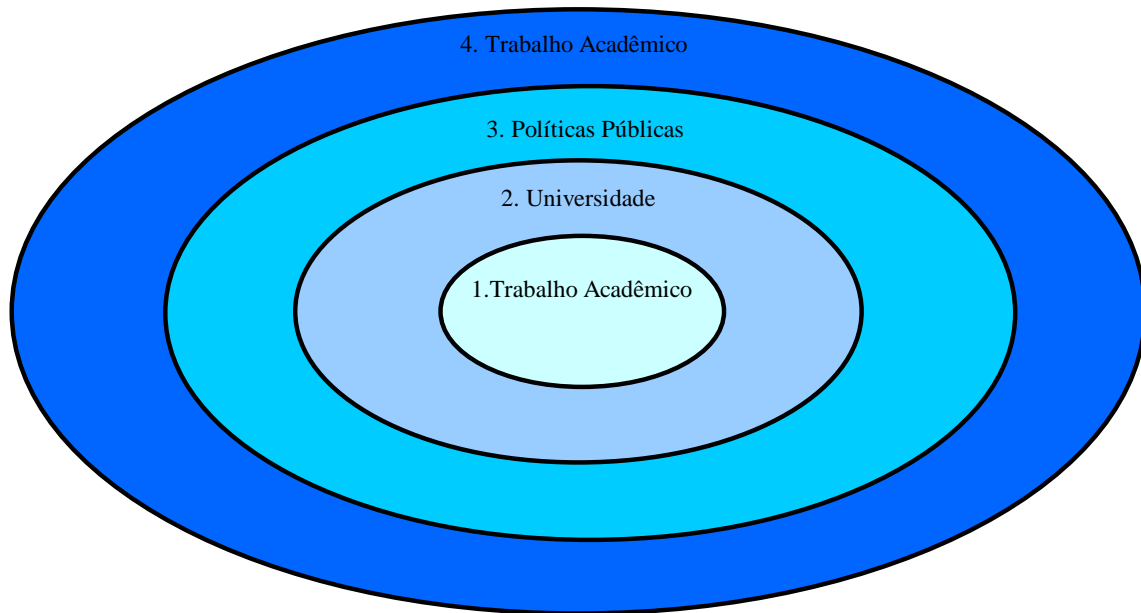 4. Trabalho Acadêmico
3. Políticas Públicas
2. Universidade
1.Trabalho Acadêmico